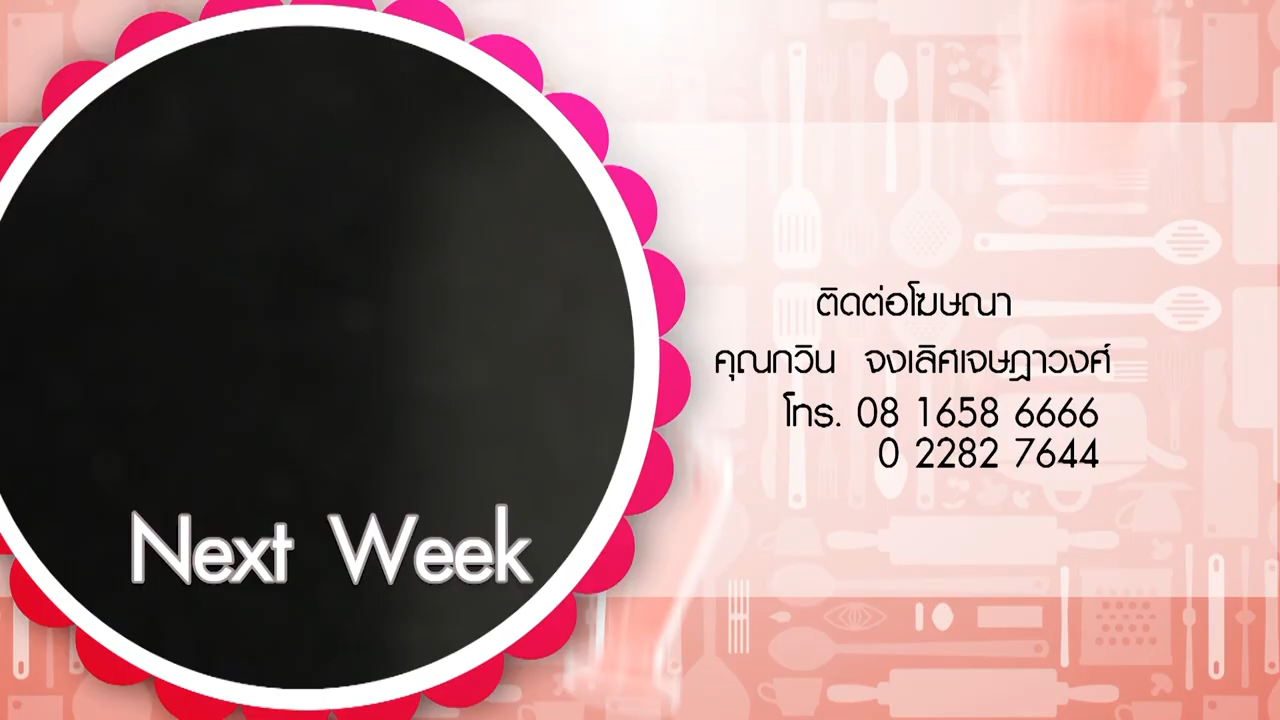 ติดต่อโฆษณา
คุณกวิน จงเลิศเจษฎาวงศ์
โทร. 08 1658 6666
0 2282 7644
Next Week